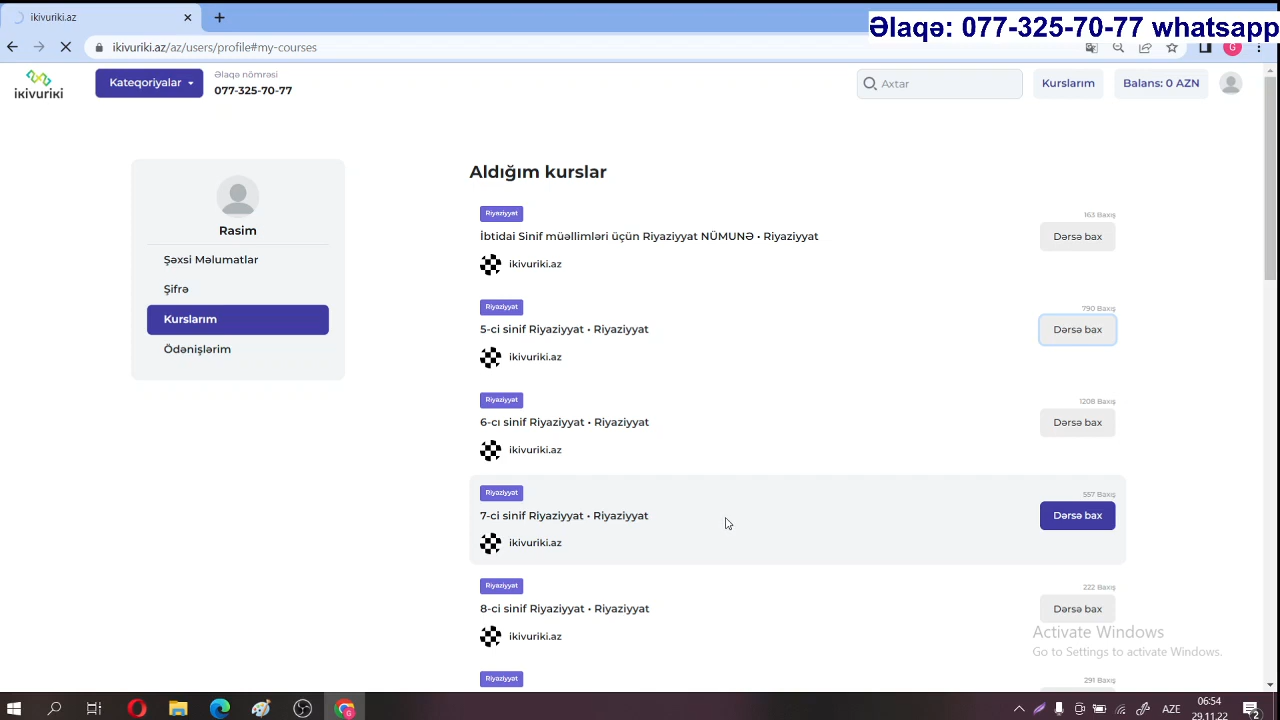 ikivuriki.az
Əlaqə: 077-325-70-77 whatsapp
ikivuriki.az/az/users/profile#my-courses
G
ikivuriki
Kateqoriyalar
Əlaqə nömrəsi
077-325-70-77
Axtar
Kurslarım
Balans: 0 AZN
Rasim
Şəxsi Məlumatlar
Şifrə
Kurslarım
Ödənişlərim
Aldığım kurslar
Riyaziyyat
163 Baxış
İbtidai Sinif müəllimləri üçün Riyaziyyat NÜMUNƏ • Riyaziyyat
Dərsə bax
ikivuriki.az
Riyaziyyat
790 Baxış
5-ci sinif Riyaziyyat • Riyaziyyat
Dərsə bax
ikivuriki.az
Riyaziyyat
1208 Baxış
6-cı sinif Riyaziyyat • Riyaziyyat
Dərsə bax
ikivuriki.az
Riyaziyyat
557 Baxış
7-ci sinif Riyaziyyat • Riyaziyyat
Dərsə bax
ikivuriki.az
Riyaziyyat
222 Baxış
8-ci sinif Riyaziyyat • Riyaziyyat
Dərsə bax
ikivuriki.az
Riyaziyyat
291 Baxış
Activate Windows
Go to Settings to activate Windows.
AZE
06:54
29.11.22
2